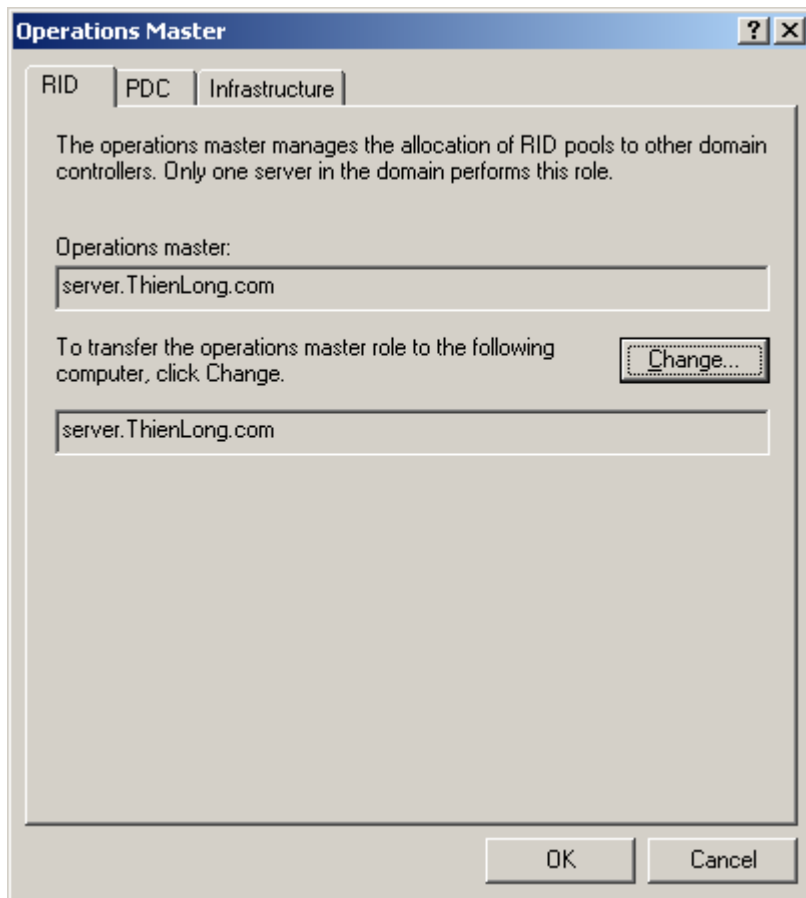 Operations Master
RID
PDC
Infrastructure
The operations master manages the allocation of RID pools to other domain
controllers. Only one server in the domain performs this role.
Operations master:
server.ThienLong.com
To transfer the operations master role to the following
computer, click Change.
Change...
server.ThienLong.com
OK
Cancel